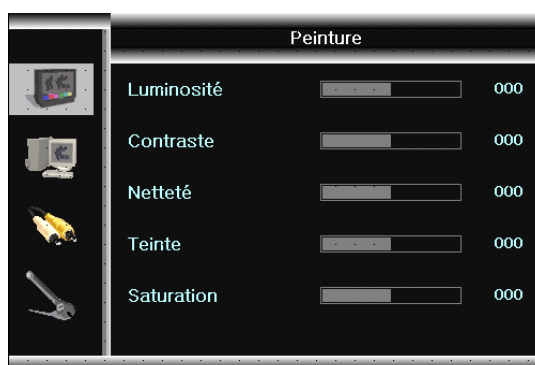 Peinture
Luminosité 000
Contraste 000
Netteté 000
Teinte 000
Saturation 000